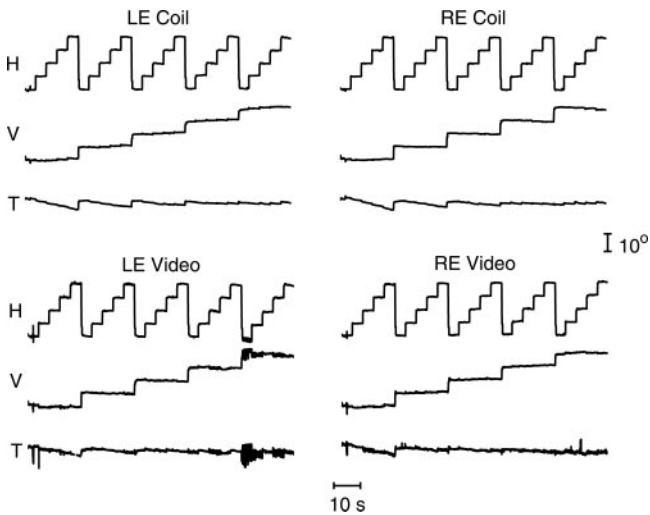 LE Coil
RE Coil
H
V
T
10°
LE Video
RE Video
H
V
T
10 s